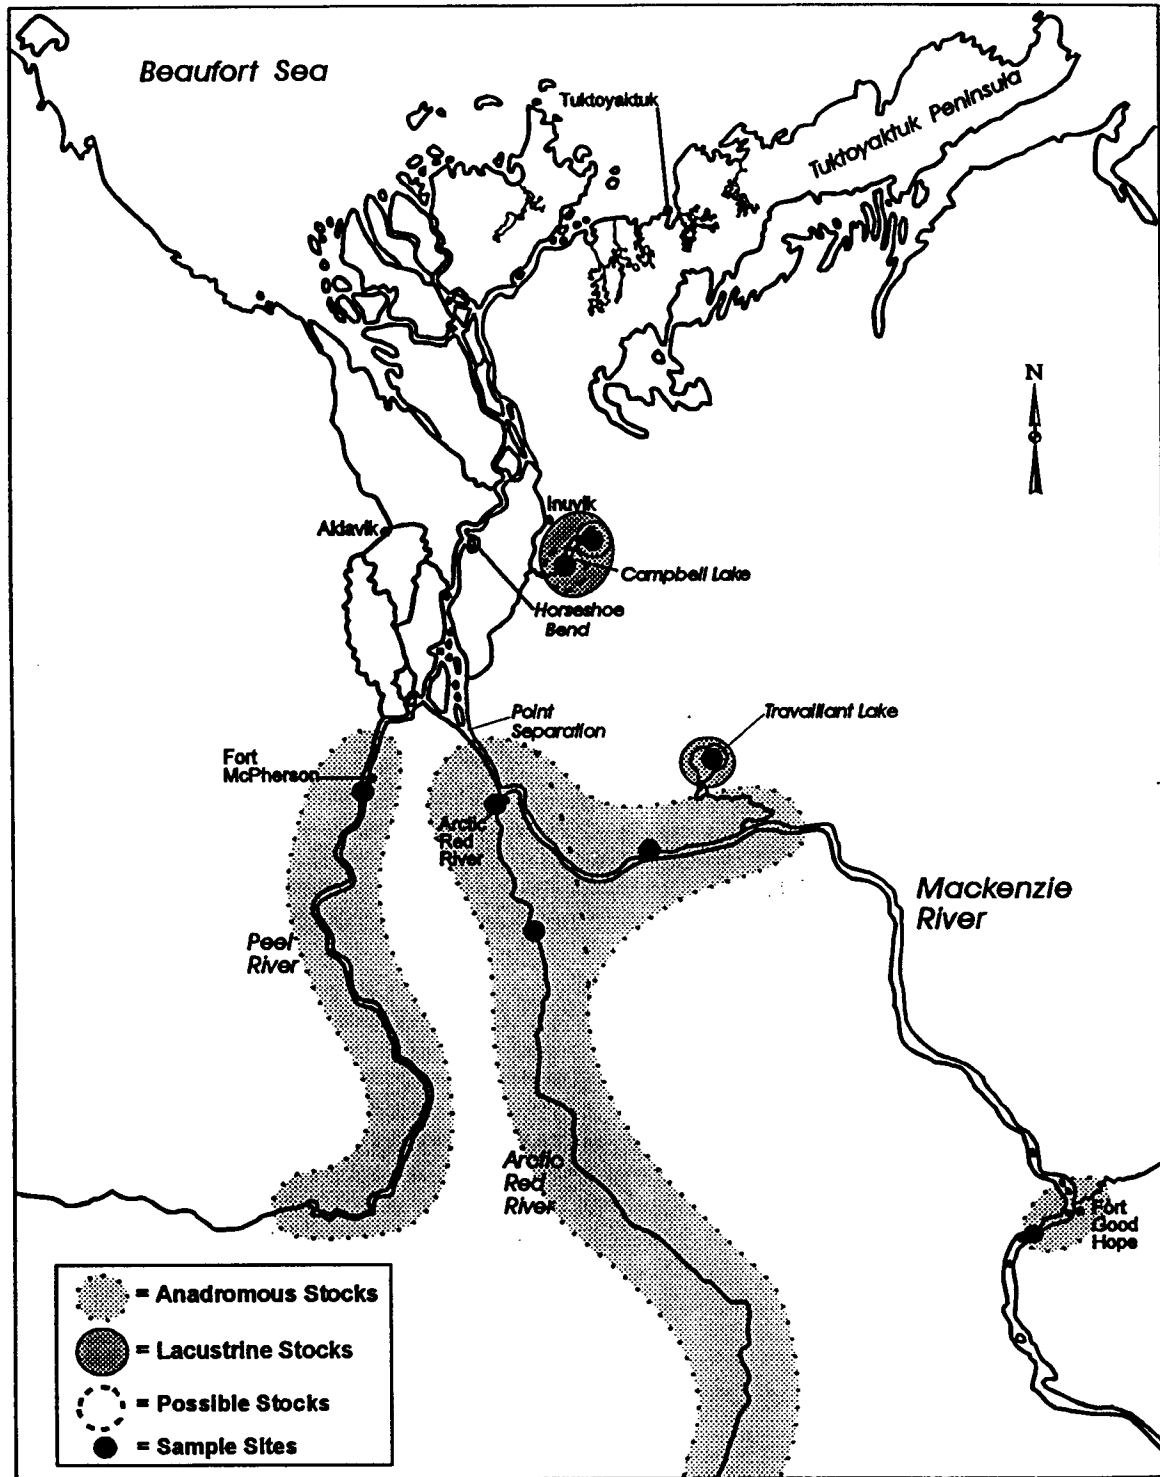 Beaufort Sea
Tuktoyaktuk
Tuktoyaktuk Peninsula
N
Inuvik
Aklavik
Campbell Lake
Horseshoe
Bend
Point
Separation
Travaillant Lake
Fort
McPherson
Arctic
Red
River
Mackenzie
River
Peel
River
Arctic
Red
River
Fort
Good
Hope
= Anadromous Stocks
= Lacustrine Stocks
= Possible Stocks
= Sample Sites